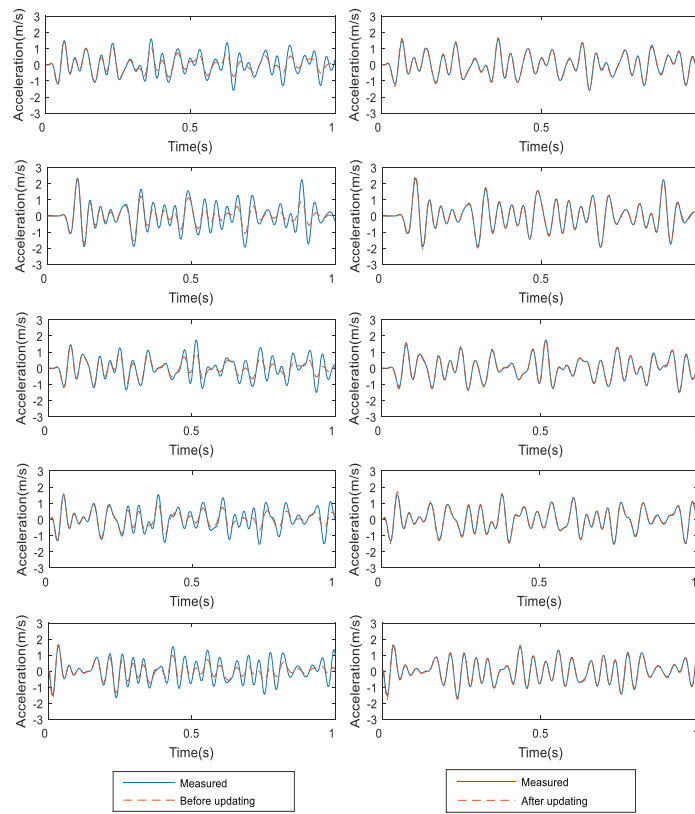 Acceleration(m/s)
3
2
1
0
-1
-2
-3
0 0.5 1
Time(s)
Acceleration(m/s)
3
2
1
0
-1
-2
-3
0 0.5 1
Time(s)
Acceleration(m/s)
3
2
1
0
-1
-2
-3
0 0.5 1
Time(s)
Acceleration(m/s)
3
2
1
0
-1
-2
-3
0 0.5 1
Time(s)
Acceleration(m/s)
3
2
1
0
-1
-2
-3
0 0.5 1
Time(s)
Acceleration(m/s)
3
2
1
0
-1
-2
-3
0 0.5 1
Time(s)
Acceleration(m/s)
3
2
1
0
-1
-2
-3
0 0.5 1
Time(s)
Acceleration(m/s)
3
2
1
0
-1
-2
-3
0 0.5 1
Time(s)
Acceleration(m/s)
3
2
1
0
-1
-2
-3
0 0.5 1
Time(s)
Acceleration(m/s)
3
2
1
0
-1
-2
-3
0 0.5 1
Time(s)
Measured
Before updating
Measured
After updating